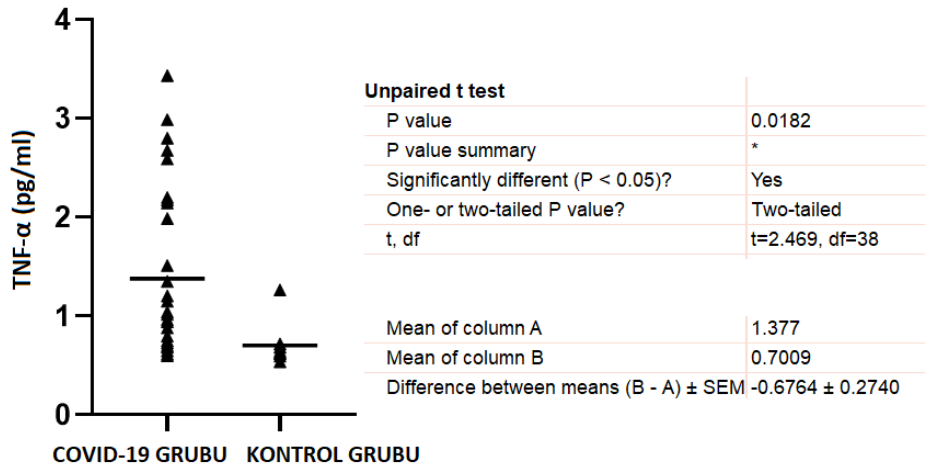 4
3
2
1
0
TNF-α (pg/ml)
COVID-19 GRUBU KONTROL GRUBU
Unpaired t test
P value 0.0182
P value summary *
Significantly different (P < 0.05)? Yes
One- or two-tailed P value? Two-tailed
t, df t=2.469, df=38
Mean of column A 1.377
Mean of column B 0.7009
Difference between means (B - A) ± SEM -0.6764 ± 0.2740